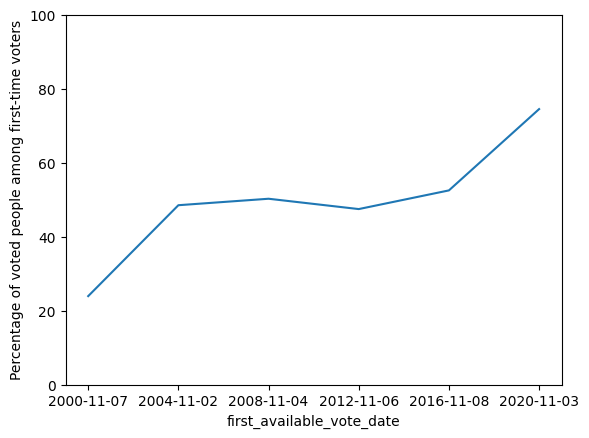 Percentage of voted people among first-time voters
100
80
60
40
20
0
2000-11-07 2004-11-02 2008-11-04 2012-11-06 2016-11-08 2020-11-03
first_available_vote_date